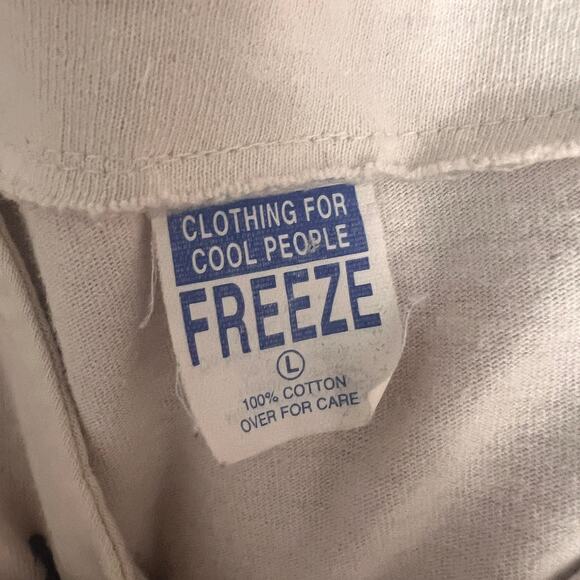 CLOTHING FOR
COOL PEOPLE
FREEZE
L
100% COTTON
OVER FOR CARE